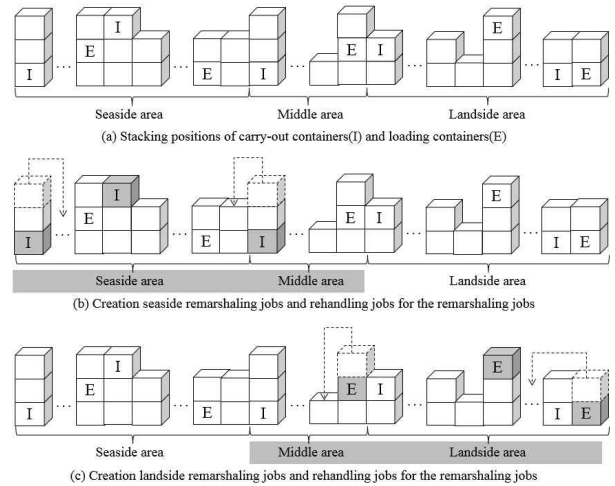 I
E
I
...
E
I
...
E
I
E
...
I
E
Seaside area
Middle area
Landside area
(a) Stacking positions of carry-out containers(I) and loading containers(E)
I
...
E
I
...
E
I
...
E
I
E
...
I
E
Seaside area
Middle area
Landside area
(b) Creation seaside remarshaling jobs and rehandling jobs for the remarshaling jobs
I
...
E
I
...
E
I
...
E
I
E
...
I
E
Seaside area
Middle area
Landside area
(c) Creation landside remarshaling jobs and rehandling jobs for the remarshaling jobs